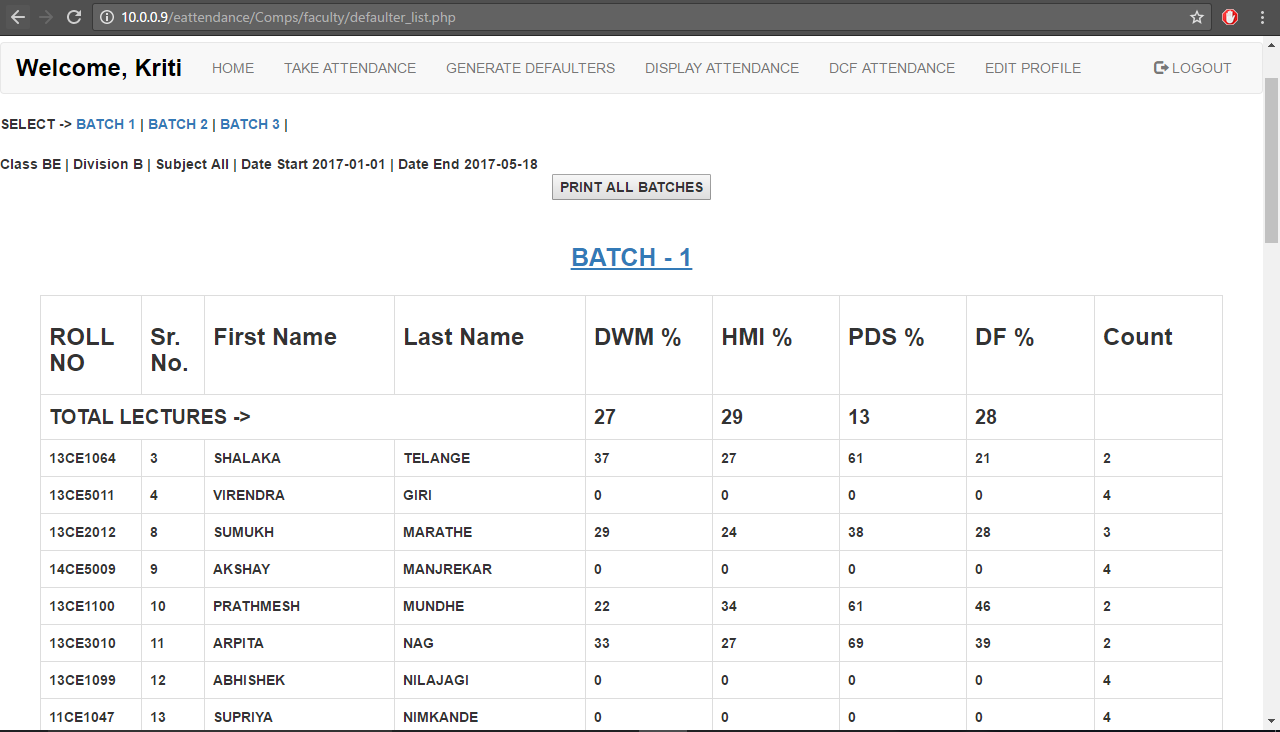 10.0.0.9/eattendance/Comps/faculty/defaulter_list.php
Welcome, Kriti HOME TAKE ATTENDANCE GENERATE DEFAULTERS DISPLAY ATTENDANCE DCF ATTENDANCE EDIT PROFILE LOGOUT
SELECT -> BATCH 1 | BATCH 2 | BATCH 3 |
Class BE | Division B | Subject All | Date Start 2017-01-01 | Date End 2017-05-18
PRINT ALL BATCHES
BATCH - 1
ROLL NO Sr. No. First Name Last Name DWM % HMI % PDS % DF % Count
TOTAL LECTURES -> 27 29 13 28
13CE1064 3 SHALAKA TELANGE 37 27 61 21 2
13CE5011 4 VIRENDRA GIRI 0 0 0 0 4
13CE2012 8 SUMUKH MARATHE 29 24 38 28 3
14CE5009 9 AKSHAY MANJREKAR 0 0 0 0 4
13CE1100 10 PRATHMESH MUNDHE 22 34 61 46 2
13CE3010 11 ARPITA NAG 33 27 69 39 2
13CE1099 12 ABHISHEK NILAJAGI 0 0 0 0 4
11CE1047 13 SUPRIYA NIMKANDE 0 0 0 0 4